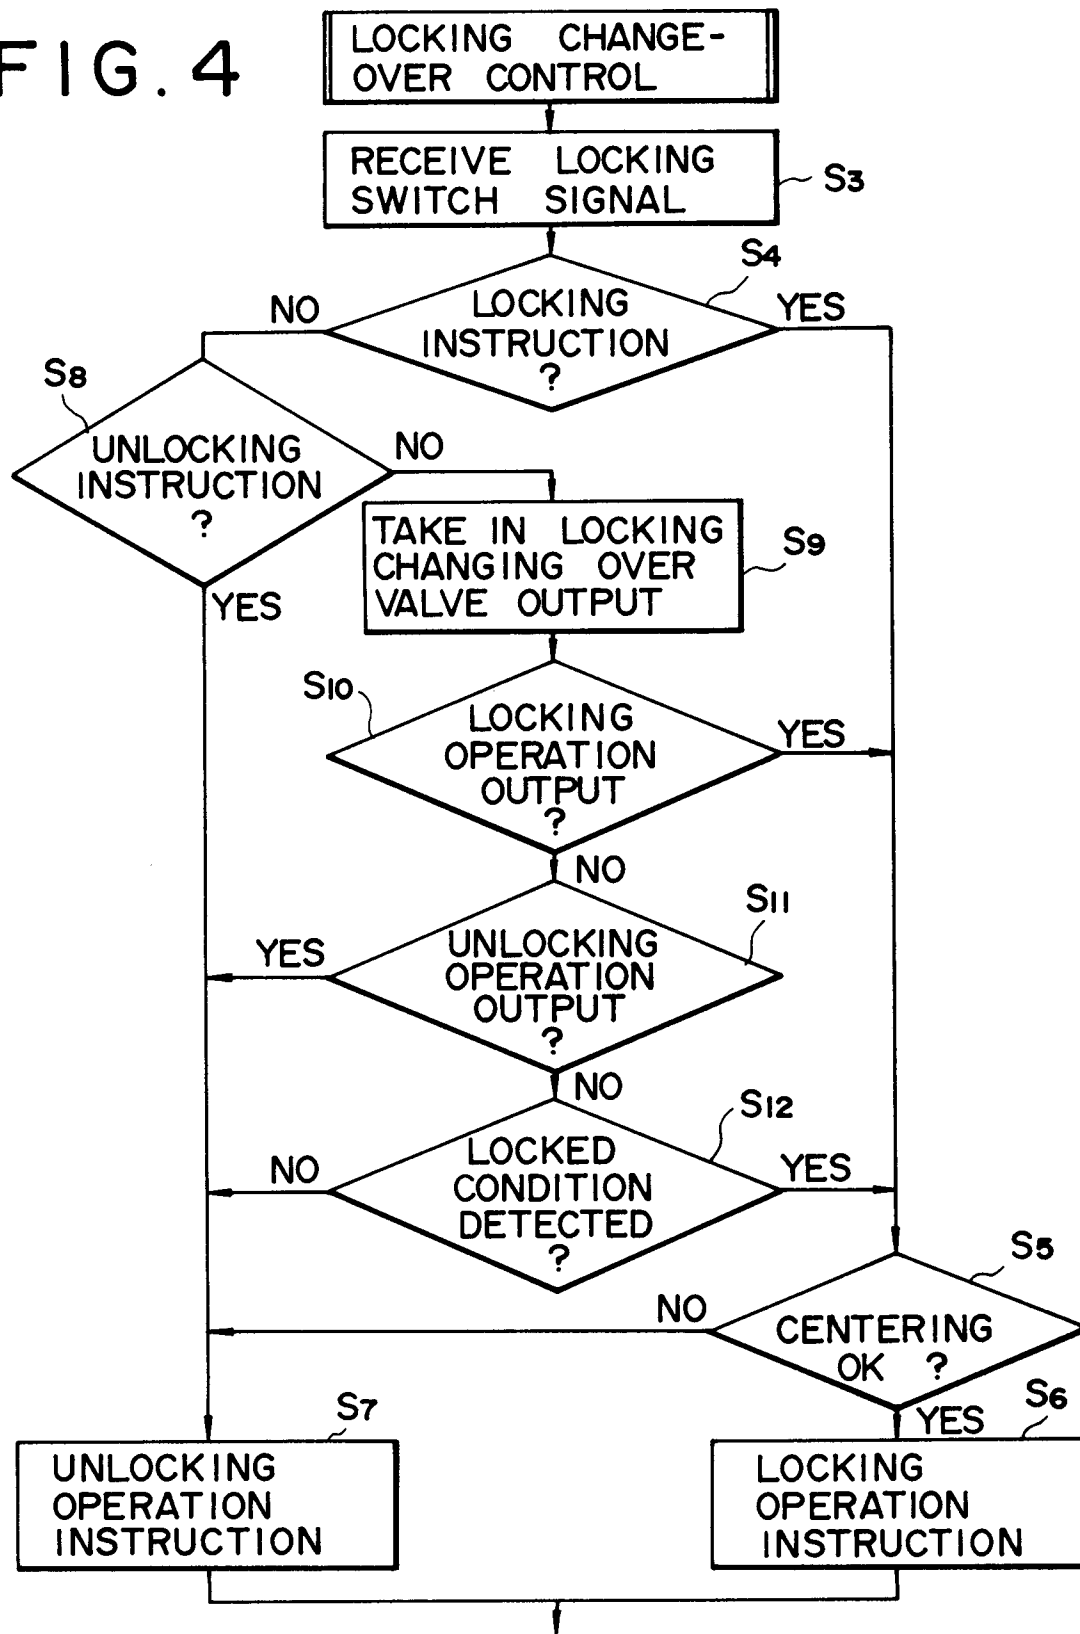 FIG. 4
LOCKING CHANGE-
OVER CONTROL
RECEIVE LOCKING
SWITCH SIGNAL
S3
S4
LOCKING
INSTRUCTION
?
NO
YES
S8
UNLOCKING
INSTRUCTION
?
NO
YES
TAKE IN LOCKING
CHANGING OVER
VALVE OUTPUT
S9
S10
LOCKING
OPERATION
OUTPUT
?
YES
NO
S11
UNLOCKING
OPERATION
OUTPUT
?
YES
NO
S12
LOCKED
CONDITION
DETECTED
?
NO
YES
S5
CENTERING
OK ?
NO
YES
S7
UNLOCKING
OPERATION
INSTRUCTION
S6
LOCKING
OPERATION
INSTRUCTION